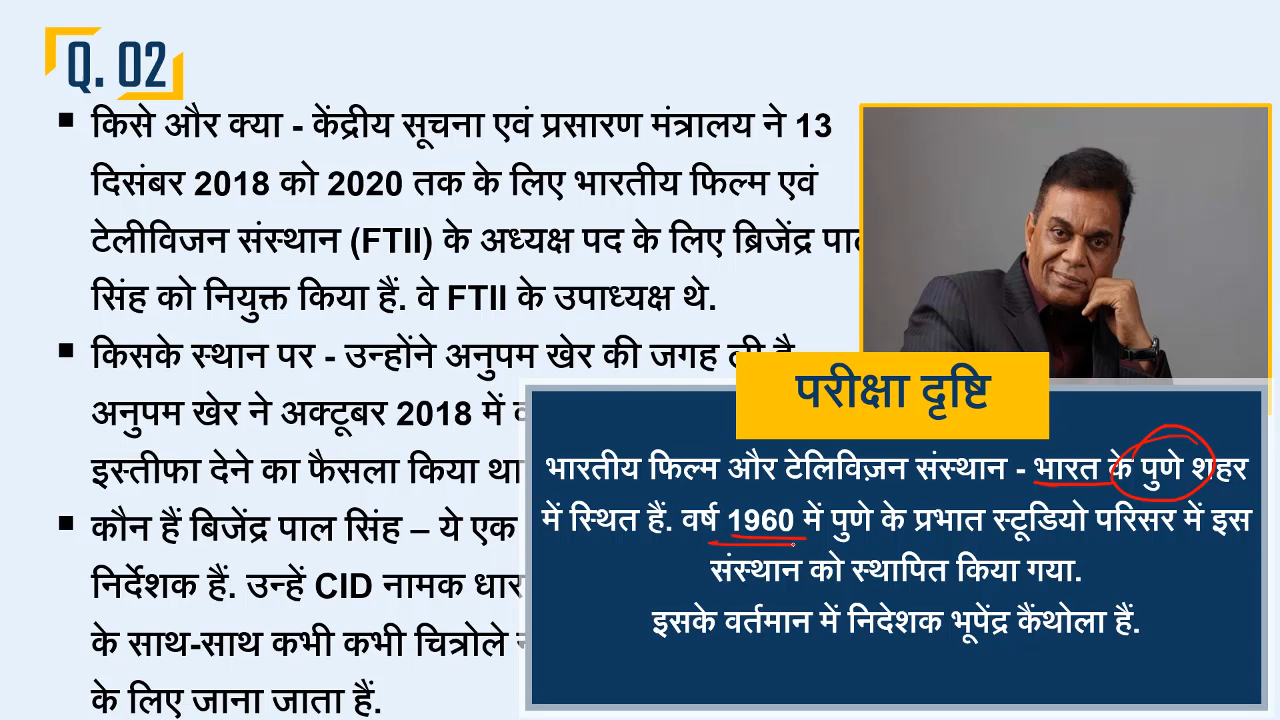 Q. 02
किसे और क्या - केंद्रीय सूचना एवं प्रसारण मंत्रालय ने 13
दिसंबर 2018 को 2020 तक के लिए भारतीय फिल्म एवं
टेलीविजन संस्थान (FTII) के अध्यक्ष पद के लिए ब्रिजेंद्र
सिंह को नियुक्त किया हैं. वे FTII के उपाध्यक्ष थे.
किसके स्थान पर - उन्होंने अनुपम खेर की जगह
अनुपम खेर ने अक्टूबर 2018 में
इस्तीफा देने का फैसला किया था
कौन हैं बिजेंद्र पाल सिंह – ये एक
निर्देशक हैं. उन्हें CID नामक
के साथ-साथ कभी कभी चित्रोले
के लिए जाना जाता हैं.
परीक्षा दृष्टि
भारतीय फिल्म और टेलिविज़न संस्थान - भारत के पुणे शहर
में स्थित हैं. वर्ष 1960 में पुणे के प्रभात स्टूडियो परिसर में इस
संस्थान को स्थापित किया गया.
इसके वर्तमान में निदेशक भूपेंद्र कैंथोला हैं.